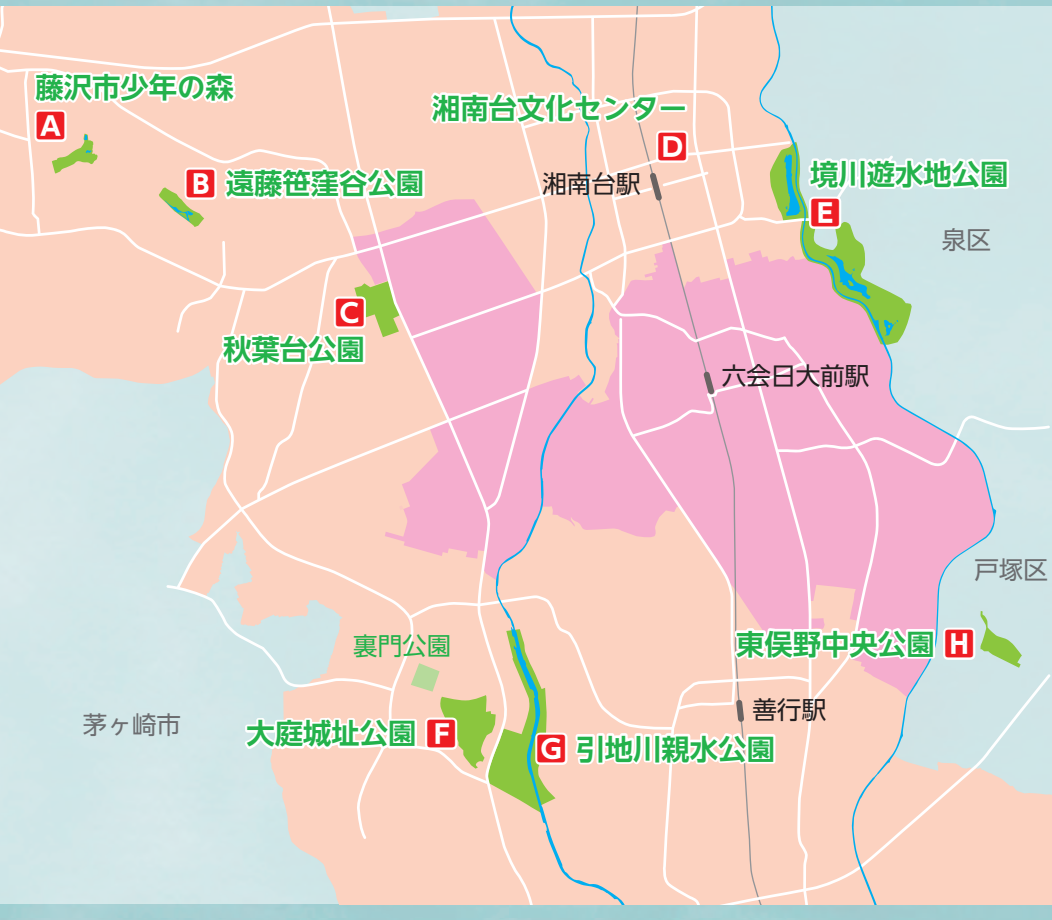 藤沢市少年の森
A
湘南台文化センター
D
B 遠藤笹窪谷公園
湘南台駅
境川遊水地公園
E
泉区
C
秋葉台公園
六会日大前駅
戸塚区
裏門公園
東俣野中央公園 H
茅ヶ崎市
大庭城址公園 F
G 引地川親水公園
善行駅